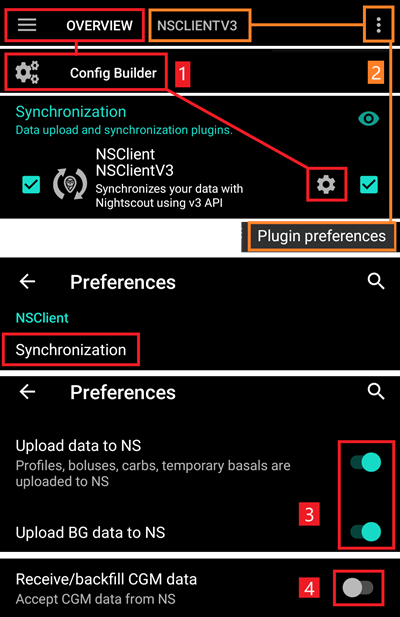 OVERVIEW NSCLIENTV3
Config Builder 1 2
Synchronization
Data upload and synchronization plugins.
NSClient
NSClientV3
Synchronizes your data with
Nightscout using v3 API
Plugin preferences
Preferences
NSClient
Synchronization
Preferences
Upload data to NS
Profiles, boluses, carbs, temporary basals are
uploaded to NS
3
Upload BG data to NS
Receive/backfill CGM data
Accept CGM data from NS
4